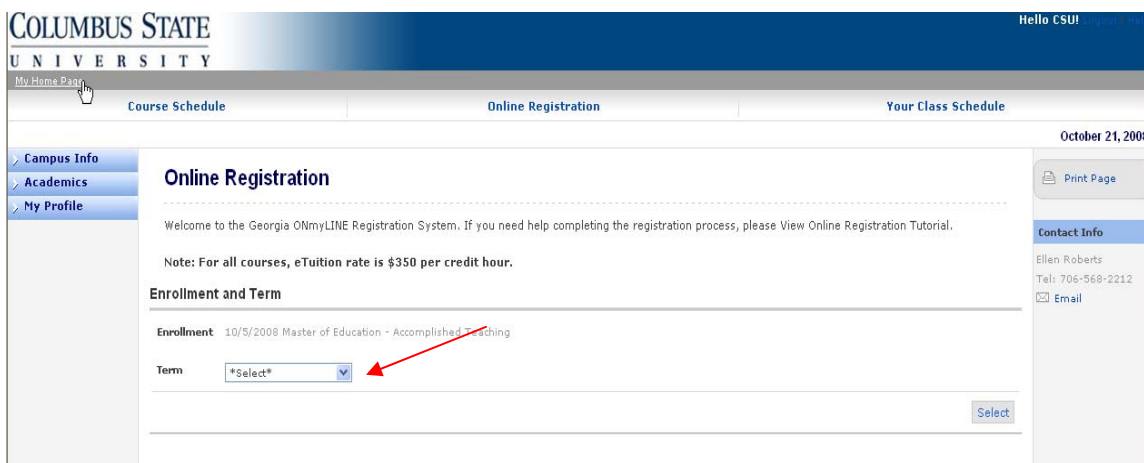 COLUMBUS STATE
UNIVERSITY
Hello CSU! Logout
My Home Page
Course Schedule Online Registration Your Class Schedule
October 21, 2008
Campus Info
Academics
My Profile
Online Registration
Welcome to the Georgia ONmyLINE Registration System. If you need help completing the registration process, please View Online Registration Tutorial.
Note: For all courses, eTuition rate is $350 per credit hour.
Enrollment and Term
Enrollment 10/5/2008 Master of Education - Accomplished Teaching
Term *Select*
Select
Print Page
Contact Info
Ellen Roberts
Tel: 706-568-2212
Email